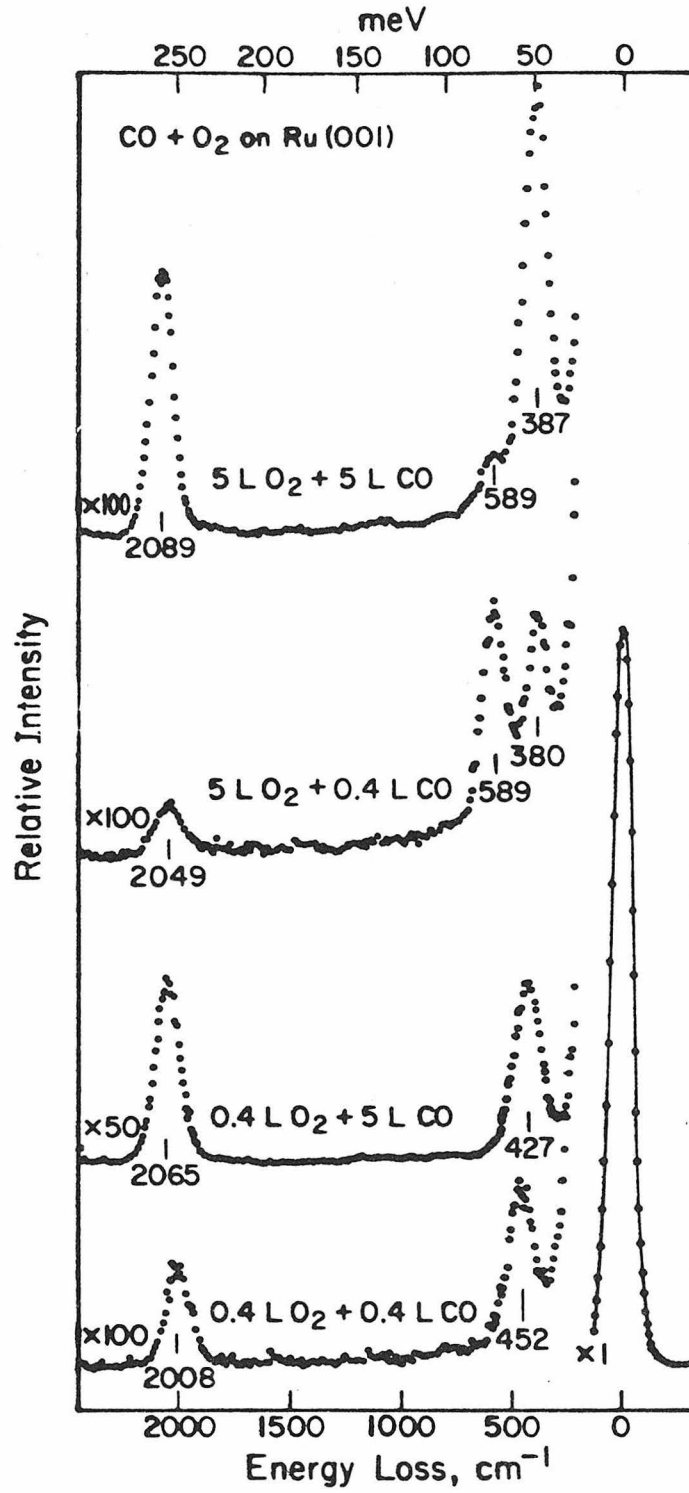 meV
250 200 150 100 50 0
CO + O₂ on Ru (001)
387
5 L O₂ + 5 L CO
×100
589
2089
Relative Intensity
380
5 L O₂ + 0.4 L CO
589
×100
2049
0.4 L O₂ + 5 L CO
×50
427
2065
0.4 L O₂ + 0.4 L CO
×100
452
×1
2008
2000 1500 1000 500 0
Energy Loss, cm⁻¹